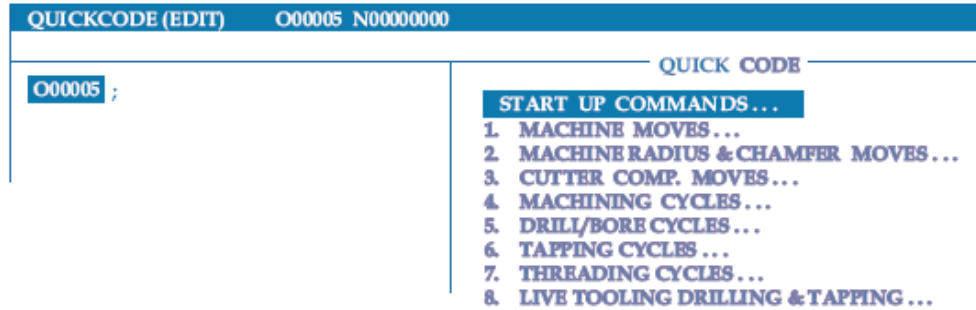 QUICKCODE (EDIT) O00005 N00000000
QUICK CODE
O00005 ;
START UP COMMANDS...
1. MACHINE MOVES...
2. MACHINE RADIUS & CHAMFER MOVES...
3. CUTTER COMP. MOVES...
4. MACHINING CYCLES...
5. DRILL/BORE CYCLES...
6. TAPPING CYCLES...
7. THREADING CYCLES...
8. LIVE TOOLING DRILLING & TAPPING...